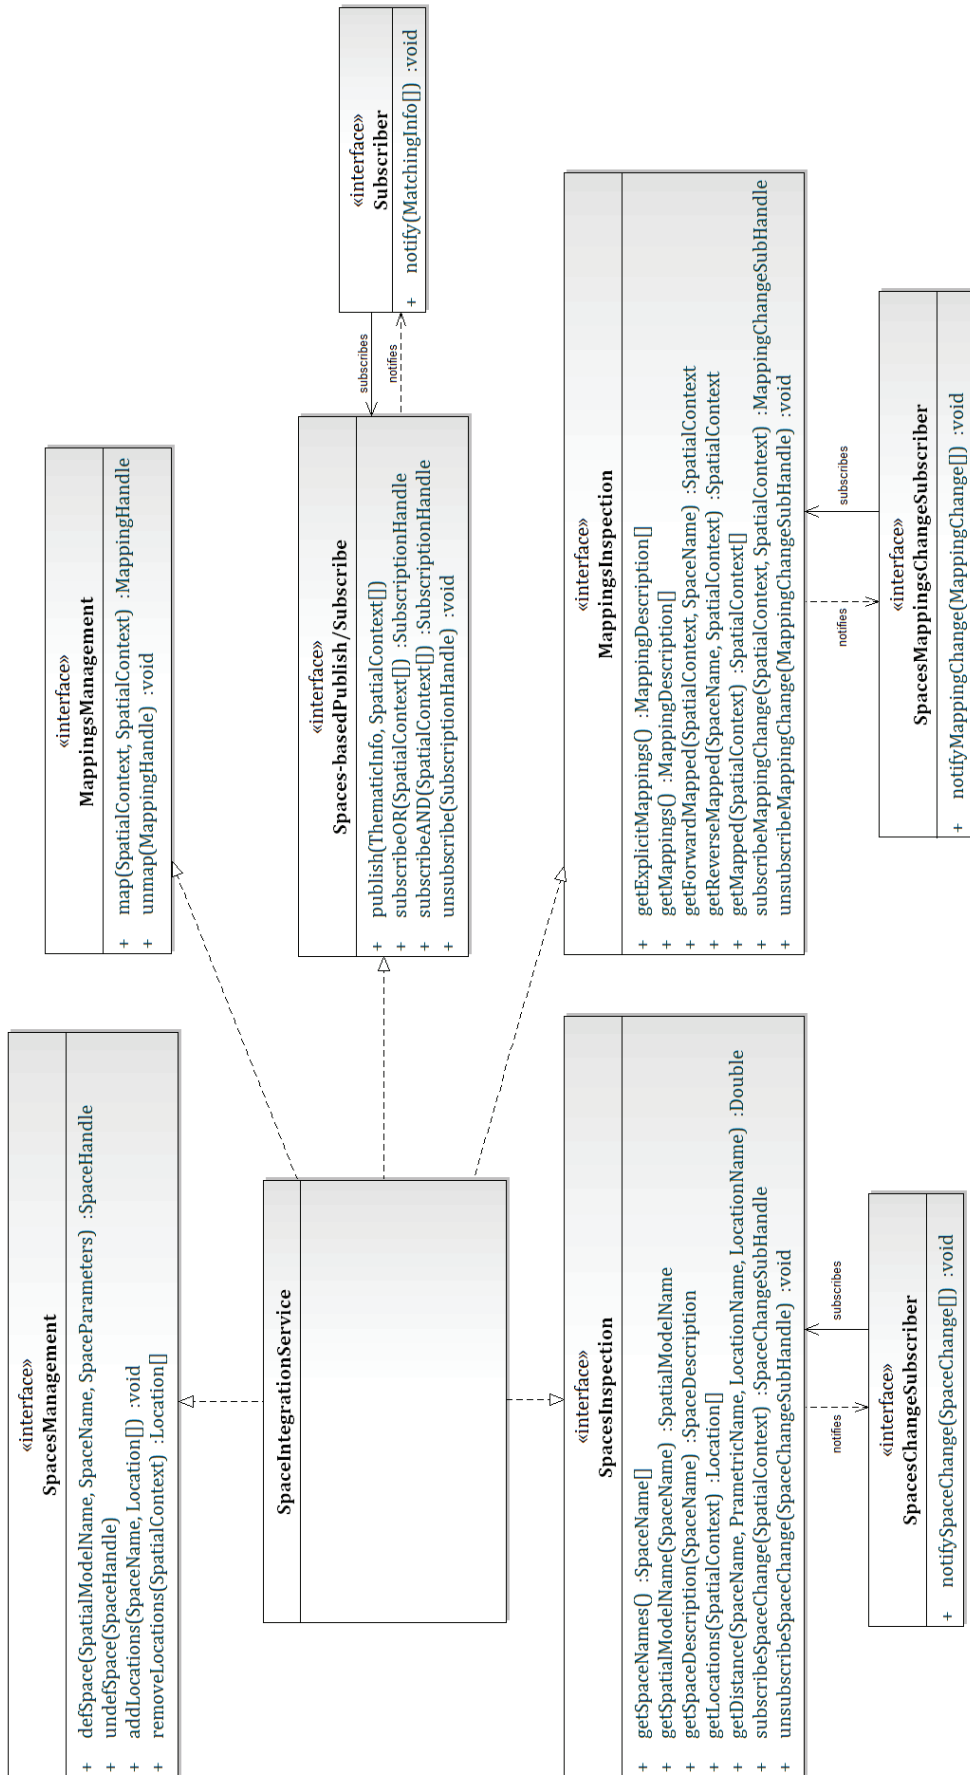 «interface»
SpacesManagement
+ defSpace(SpatialModelName, SpaceName, SpaceParameters) :SpaceHandle
+ undefSpace(SpaceHandle)
+ addLocations(SpaceName, Location[]) :void
+ removeLocations(SpatialContext) :Location[]
«interface»
MappingsManagement
+ map(SpatialContext, SpatialContext) :MappingHandle
+ unmap(MappingHandle) :void
SpaceIntegrationService
«interface»
Spaces-basedPublish/Subscribe
+ publish(ThematicInfo, SpatialContext[])
+ subscribeOR(SpatialContext[]) :SubscriptionHandle
+ subscribeAND(SpatialContext[]) :SubscriptionHandle
+ unsubscribe(SubscriptionHandle) :void
subscribes
notifies
«interface»
Subscriber
+ notify(MatchingInfo[]) :void
«interface»
SpacesInspection
+ getSpaceNames() :SpaceName[]
+ getSpatialModelName(SpaceName) :SpatialModelName
+ getSpaceDescription(SpaceName) :SpaceDescription
+ getLocations(SpatialContext) :Location[]
+ getDistance(SpaceName, PrametricName, LocationName, LocationName) :Double
+ subscribeSpaceChange(SpatialContext) :SpaceChangeSubHandle
+ unsubscribeSpaceChange(SpaceChangeSubHandle) :void
«interface»
MappingsInspection
+ getExplicitMappings() :MappingDescription[]
+ getMappings() :MappingDescription[]
+ getForwardMapped(SpatialContext, SpaceName) :SpatialContext
+ getReverseMapped(SpaceName, SpatialContext) :SpatialContext
+ getMapped(SpatialContext) :SpatialContext[]
+ subscribeMappingChange(SpatialContext, SpatialContext) :MappingChangeSubHandle
+ unsubscribeMappingChange(MappingChangeSubHandle) :void
notifies
subscribes
notifies
subscribes
«interface»
SpacesChangeSubscriber
+ notifySpaceChange(SpaceChange[]) :void
«interface»
SpacesMappingsChangeSubscriber
+ notifyMappingChange(MappingChange[]) :void